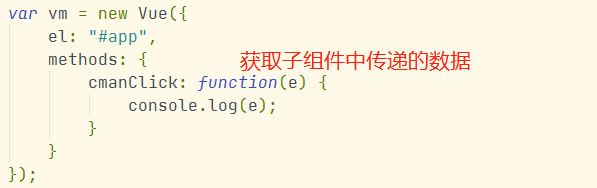 var vm = new Vue({
el: "#app",
methods: { 获取子组件中传递的数据
cmanClick: function(e) {
console.log(e);
}
}
});